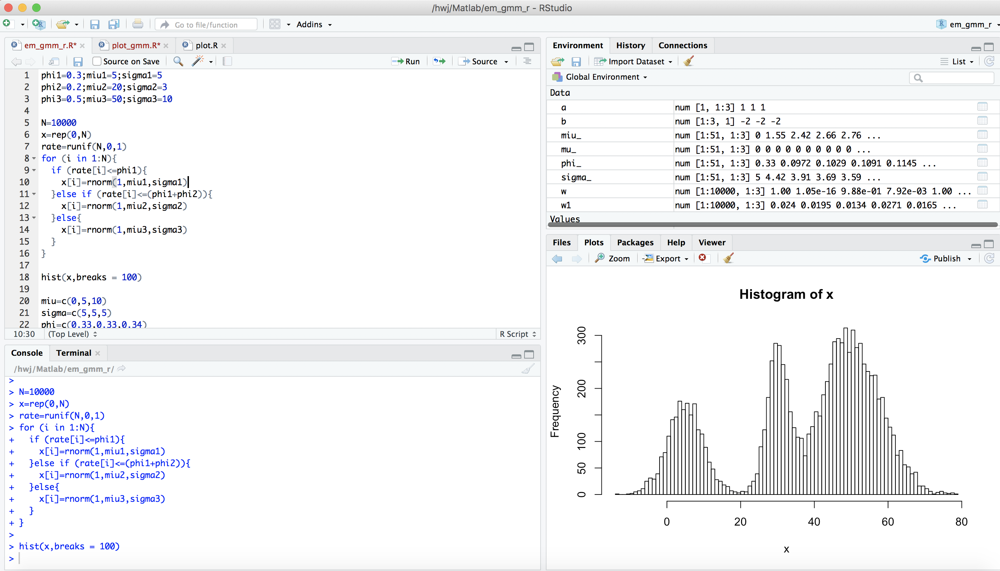 /hwj/Matlab/em_gmm_r - RStudio
Go to file/function
Addins
em_gmm_r
em_gmm_r.R*
plot_gmm.R*
plot.R
Source on Save
Run
Source
1 phi1=0.3;miu1=5;sigma1=5
2 phi2=0.2;miu2=20;sigma2=3
3 phi3=0.5;miu3=50;sigma3=10
4
5 N=10000
6 x=rep(0,N)
7 rate=runif(N,0,1)
8 for (i in 1:N){
9 if (rate[i]<=phi1){
10 x[i]=rnorm(1,miu1,sigma1)
11 }else if (rate[i]<=(phi1+phi2)){
12 x[i]=rnorm(1,miu2,sigma2)
13 }else{
14 x[i]=rnorm(1,miu3,sigma3)
15 }
16 }
17
18 hist(x,breaks = 100)
19
20 miu=c(0,5,10)
21 sigma=c(5,5,5)
22 phi=c(0.33,0.33,0.34)
10:30 (Top Level) R Script
Console Terminal
/hwj/Matlab/em_gmm_r/
>
> N=10000
> x=rep(0,N)
> rate=runif(N,0,1)
> for (i in 1:N){
+ if (rate[i]<=phi1){
+ x[i]=rnorm(1,miu1,sigma1)
+ }else if (rate[i]<=(phi1+phi2)){
+ x[i]=rnorm(1,miu2,sigma2)
+ }else{
+ x[i]=rnorm(1,miu3,sigma3)
+ }
+ }
>
> hist(x,breaks = 100)
>
Environment History Connections
Import Dataset List
Global Environment
Data
a num [1, 1:3] 1 1 1
b num [1:3, 1] -2 -2 -2
miu_ num [1:51, 1:3] 0 1.55 2.42 2.66 2.76 ...
mu_ num [1:51, 1:3] 0 0 0 0 0 0 0 0 0 0 ...
phi_ num [1:51, 1:3] 0.33 0.0972 0.1029 0.1091 0.1145 ...
sigma_ num [1:51, 1:3] 5 4.42 3.91 3.69 3.59 ...
w num [1:10000, 1:3] 1.00 1.05e-16 9.88e-01 7.92e-03 1.00 ...
w1 num [1:10000, 1:3] 0.024 0.0195 0.0134 0.0271 0.0165 ...
Values
Files Plots Packages Help Viewer
Zoom Export Publish
Histogram of x
Frequency
300
200
100
50
0
0 20 40 60 80
x